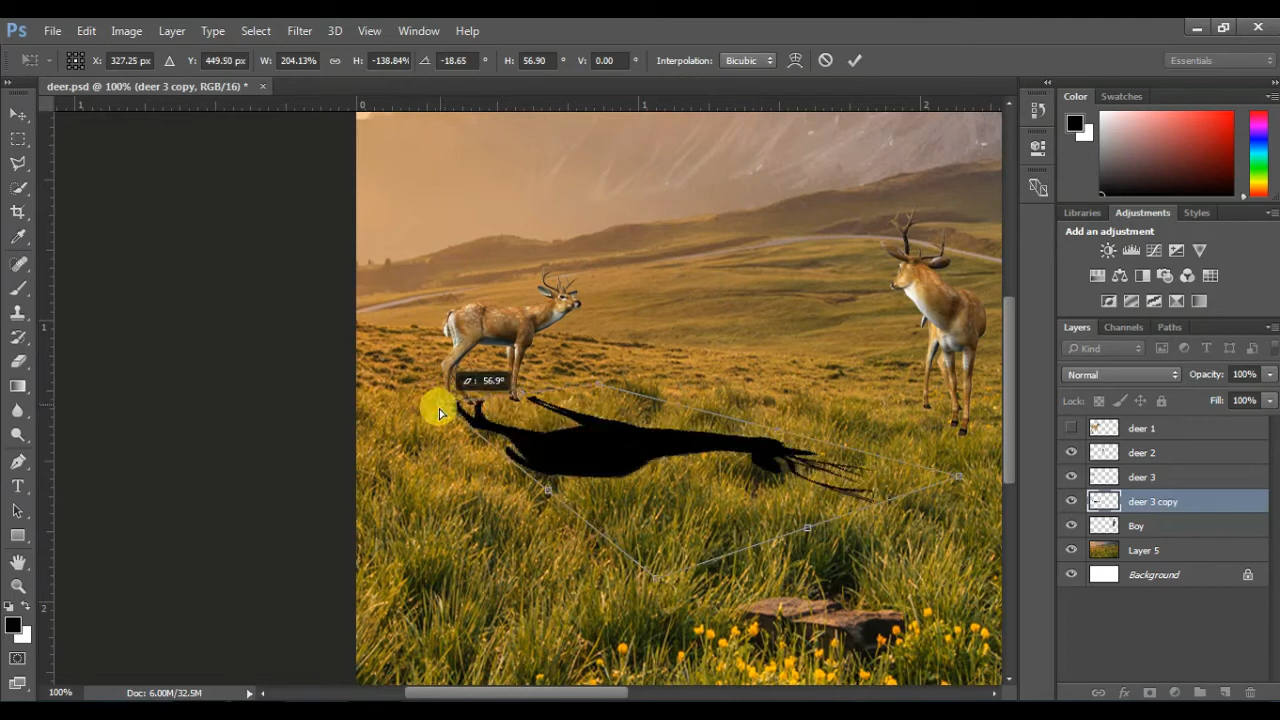 Ps File Edit Image Layer Type Select Filter 3D View Window Help
X: 327.25 px Y: 449.50 px W: 204.13% H: -138.84% -18.65 ° H: 56.90 ° V: 0.00 ° Interpolation: Bicubic Essentials
deer.psd @ 100% (deer 3 copy, RGB/16) * ×
1 0 1 2
Color Swatches
Libraries Adjustments Styles
Add an adjustment
1
Layers Channels Paths
Kind
Normal Opacity: 100%
56.9°
Lock: Fill: 100%
deer 1
deer 2
deer 3
deer 3 copy
Boy
Layer 5
Background
2
100% Doc: 6.00M/32.5M